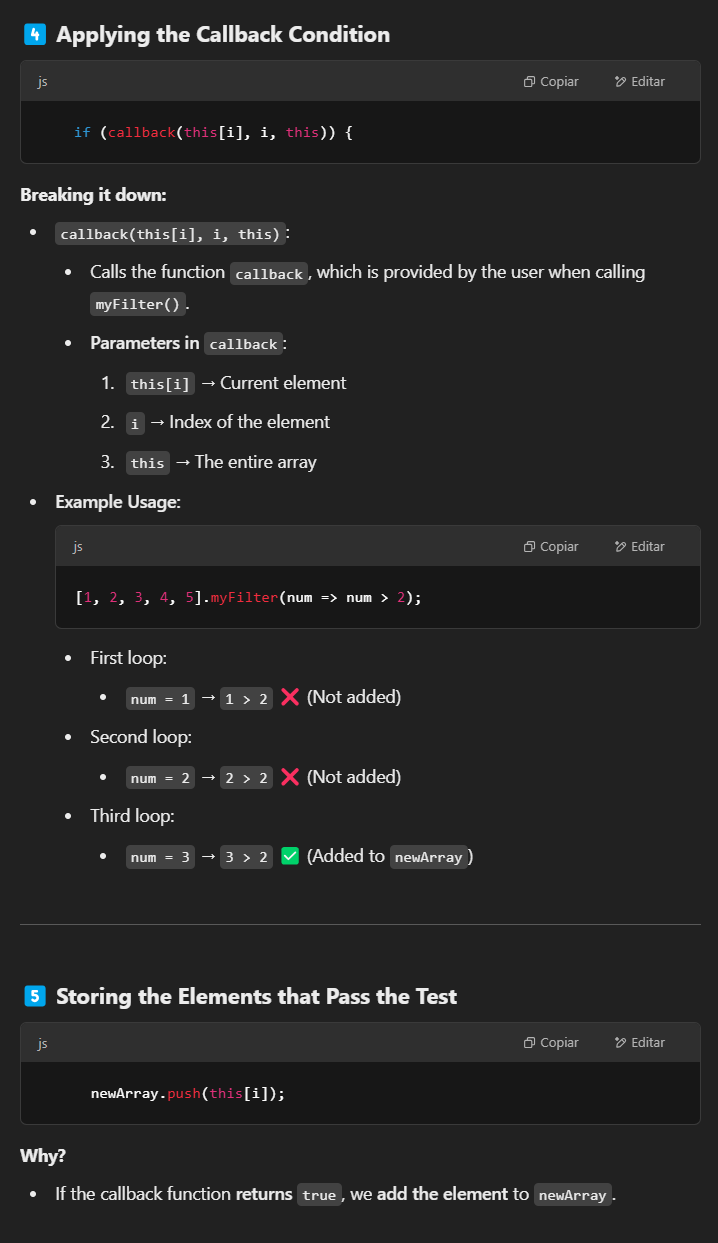 4️⃣ Applying the Callback Condition
js Copiar Editar
if (callback(this[i], i, this)) {
Breaking it down:
• callback(this[i], i, this):
• Calls the function callback, which is provided by the user when calling
myFilter().
• Parameters in callback:
1. this[i] → Current element
2. i → Index of the element
3. this → The entire array
• Example Usage:
js Copiar Editar
[1, 2, 3, 4, 5].myFilter(num => num > 2);
• First loop:
• num = 1 → 1 > 2 ❌ (Not added)
• Second loop:
• num = 2 → 2 > 2 ❌ (Not added)
• Third loop:
• num = 3 → 3 > 2 ✅ (Added to newArray)
5️⃣ Storing the Elements that Pass the Test
js Copiar Editar
newArray.push(this[i]);
Why?
• If the callback function returns true, we add the element to newArray.